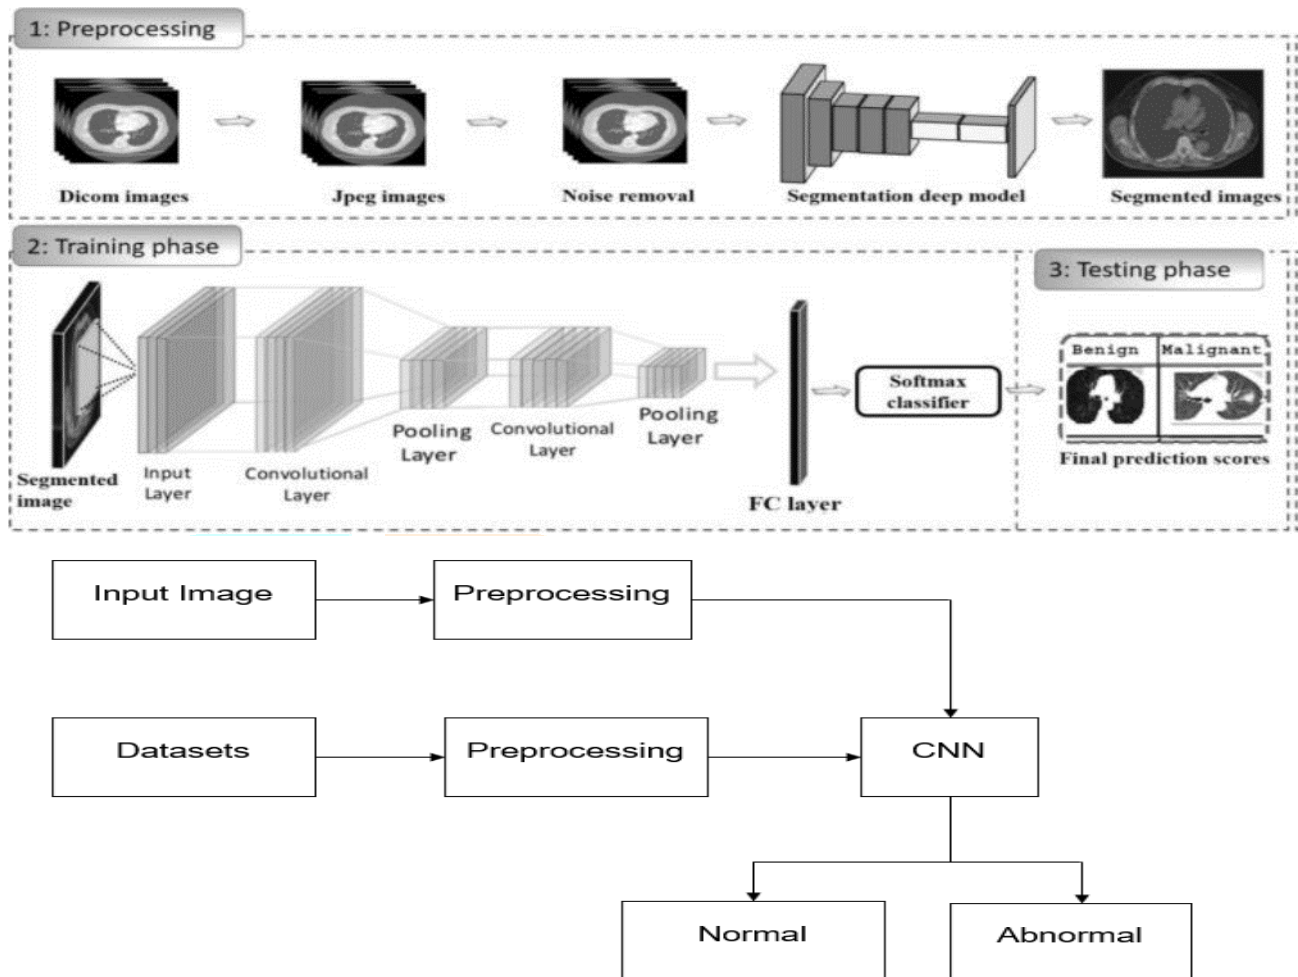 1: Preprocessing
Dicom images
Jpeg images
Noise removal
Segmentation deep model
Segmented images
2: Training phase
3: Testing phase
Segmented
image
Input
Layer
Convolutional
Layer
Pooling
Layer
Convolutional
Layer
Pooling
Layer
FC layer
Softmax
classifier
Benign
Malignant
Final prediction scores
Input Image
Preprocessing
Datasets
Preprocessing
CNN
Normal
Abnormal